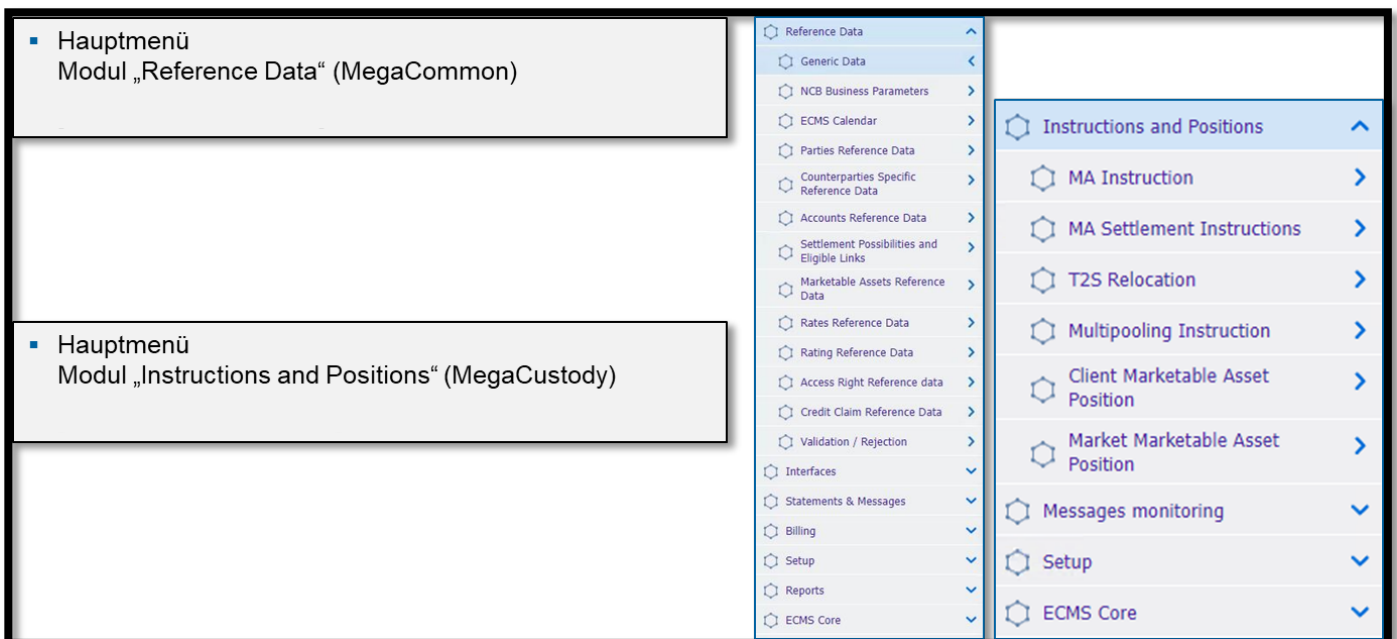 Hauptmenü
Modul „Reference Data“ (MegaCommon)
Hauptmenü
Modul „Instructions and Positions“ (MegaCustody)
Reference Data
Generic Data
NCB Business Parameters
ECMS Calendar
Parties Reference Data
Counterparties Specific
Reference Data
Accounts Reference Data
Settlement Possibilities and
Eligible Links
Marketable Assets Reference
Data
Rates Reference Data
Rating Reference Data
Access Right Reference data
Credit Claim Reference Data
Validation / Rejection
Interfaces
Statements & Messages
Billing
Setup
Reports
ECMS Core
Instructions and Positions
MA Instruction
MA Settlement Instructions
T2S Relocation
Multipooling Instruction
Client Marketable Asset
Position
Market Marketable Asset
Position
Messages monitoring
Setup
ECMS Core